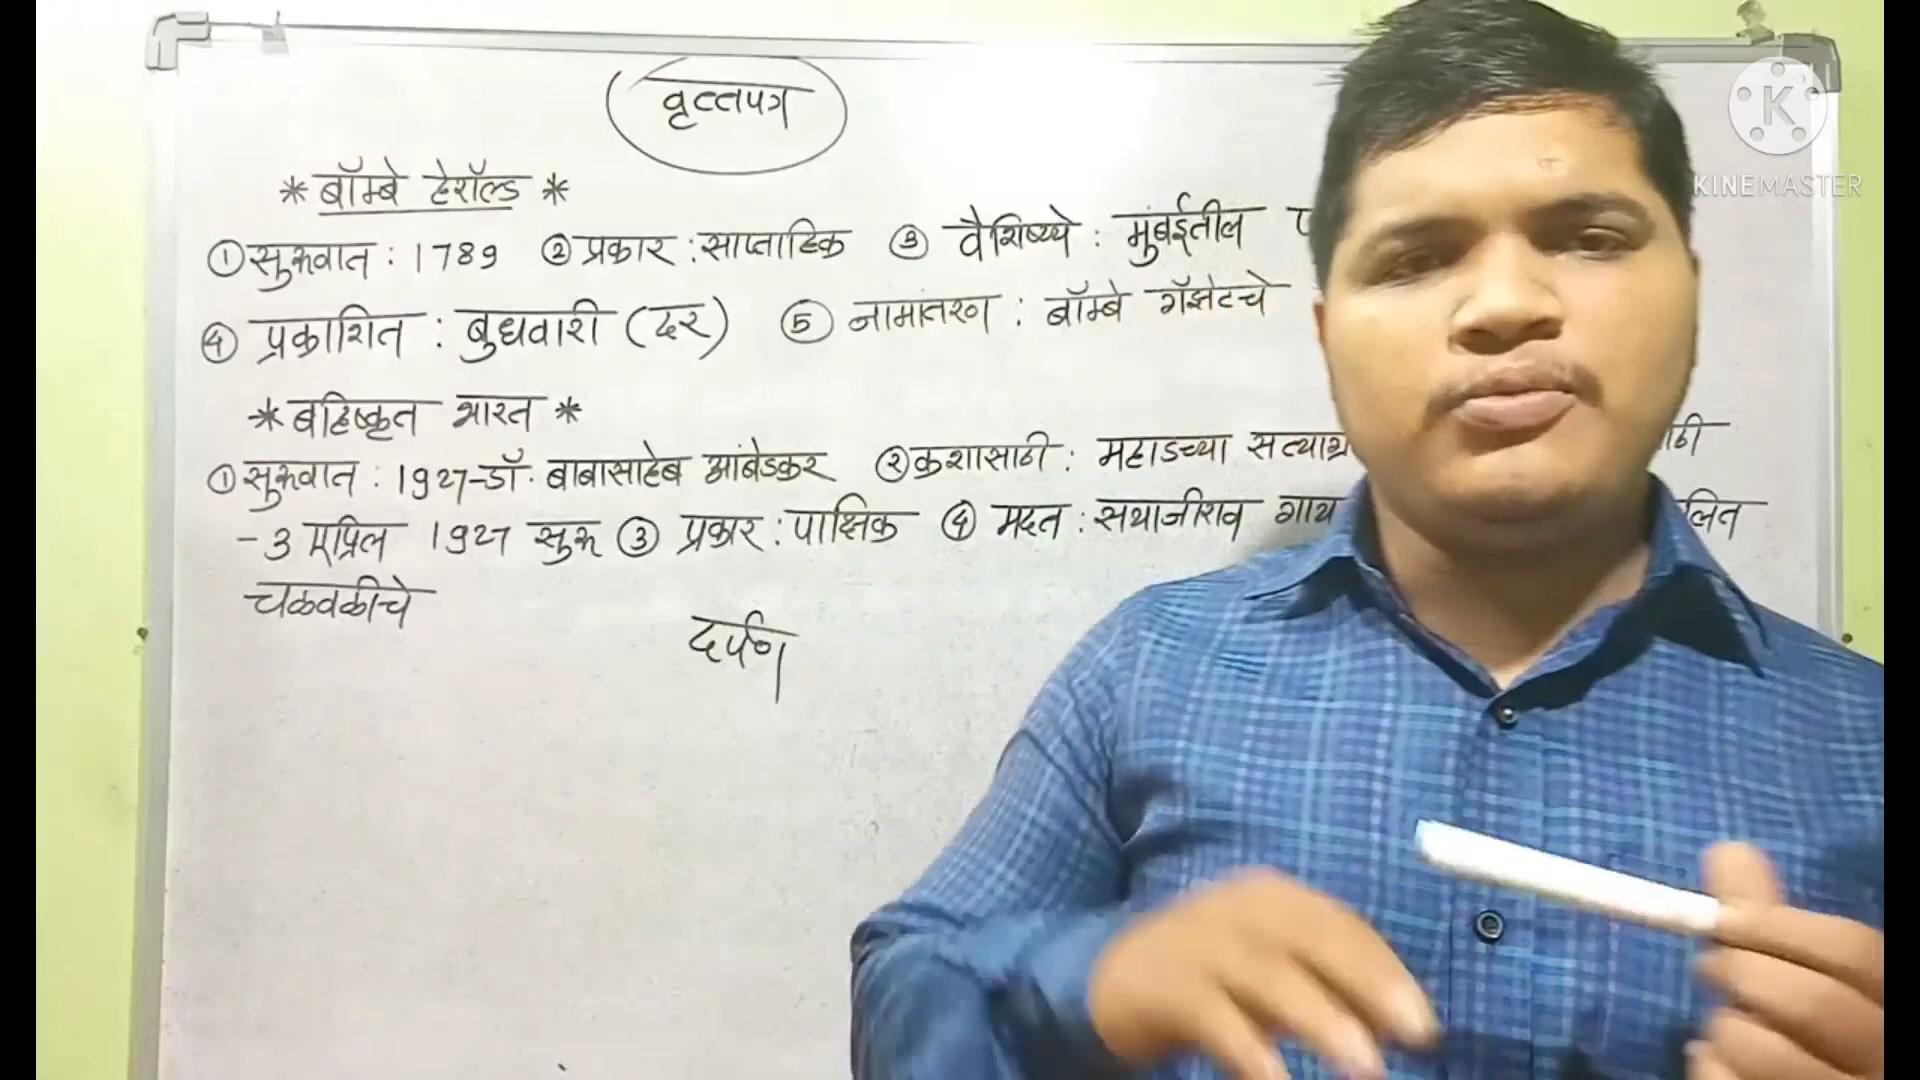 वृत्तपत्र
* बॉम्बे हेरॉल्ड *
① सुरुवात : 1789 ② प्रकार : साप्ताहिक ③ वैशिष्ट्ये : मुंबईतील
④ प्रकाशित : बुधवारी (दर) ⑤ नामांतरण : बॉम्बे गॅझेटचे
* बहिष्कृत भारत *
① सुरुवात : 1927-डॉ. बाबासाहेब आंबेडकर ② कशासाठी : महाडच्या
- 3 एप्रिल 1927 सुरू ③ प्रकार : पाक्षिक ④ मदत : सयाजीराव
चळवळीचे
दर्पण
K
KINEMASTER